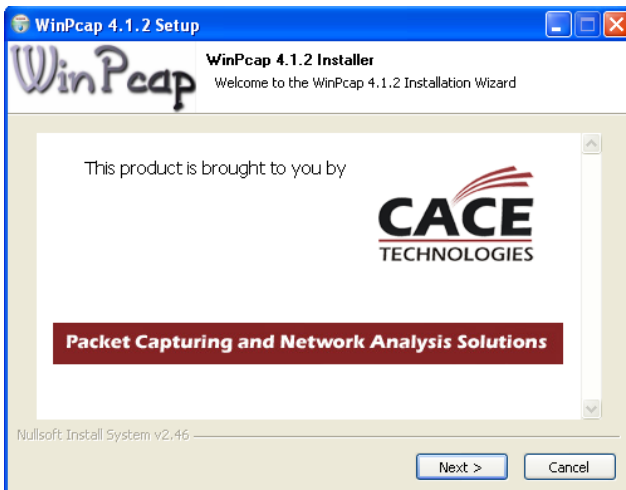 WinPcap 4.1.2 Setup
WinPcap
WinPcap 4.1.2 Installer
Welcome to the WinPcap 4.1.2 Installation Wizard
This product is brought to you by
CACE
TECHNOLOGIES
Packet Capturing and Network Analysis Solutions
Nullsoft Install System v2.46
Next >
Cancel